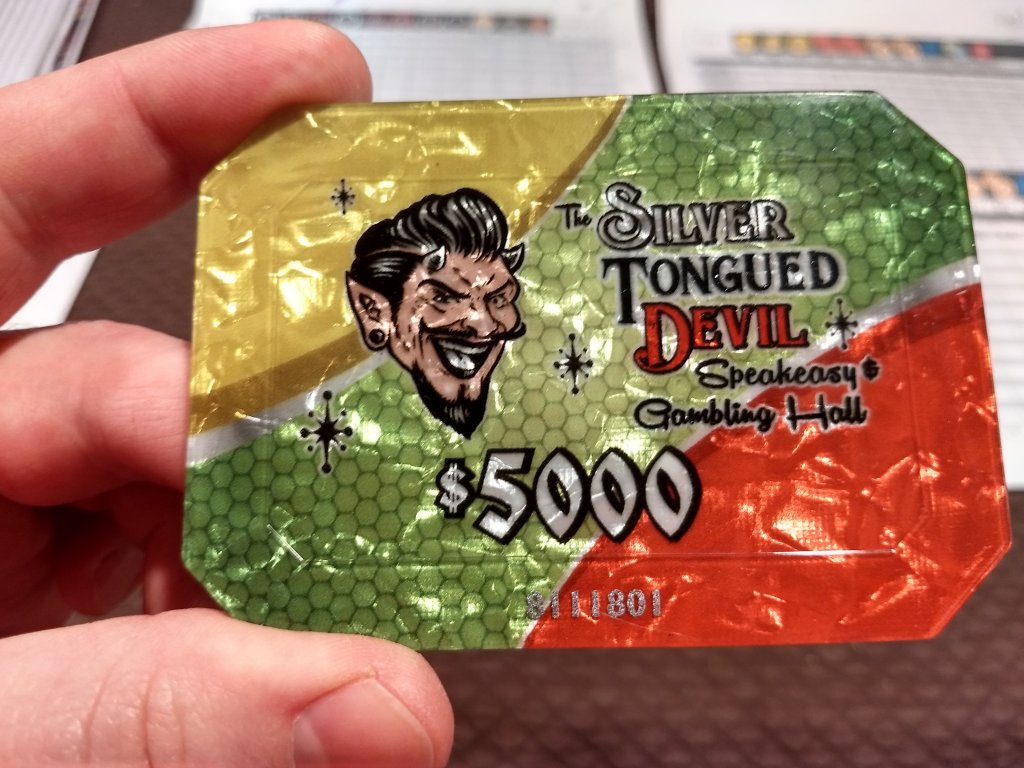 The SILVER
TONGUED
DEVIL
Speakeasy &
Gambling Hall
$5000
8111801